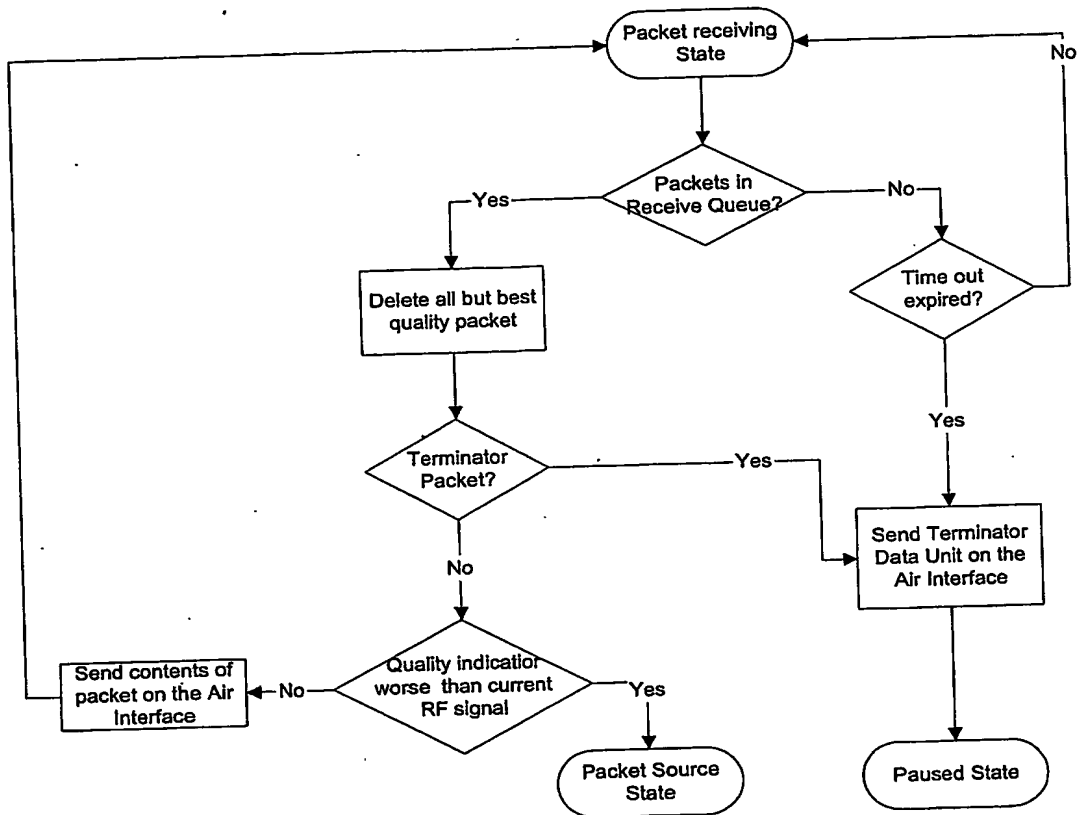 Packet receiving
State
No
Packets in
Receive Queue?
Yes
No
Delete all but best
quality packet
Time out
expired?
Yes
Terminator
Packet?
Yes
No
Send Terminator
Data Unit on the
Air Interface
Quality indication
worse than current
RF signal
No
Yes
Send contents of
packet on the Air
Interface
Packet Source
State
Paused State